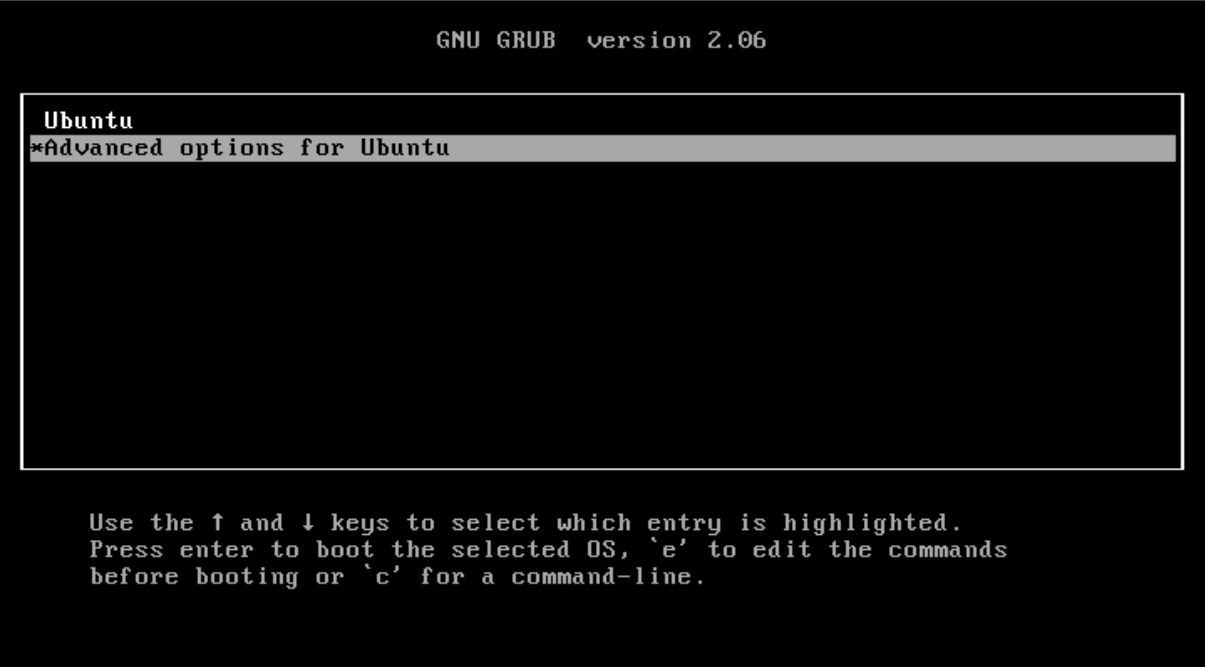 GNU GRUB  version 2.06
Ubuntu
*Advanced options for Ubuntu
Use the ↑ and ↓ keys to select which entry is highlighted.
Press enter to boot the selected OS, `e' to edit the commands
before booting or `c' for a command-line.